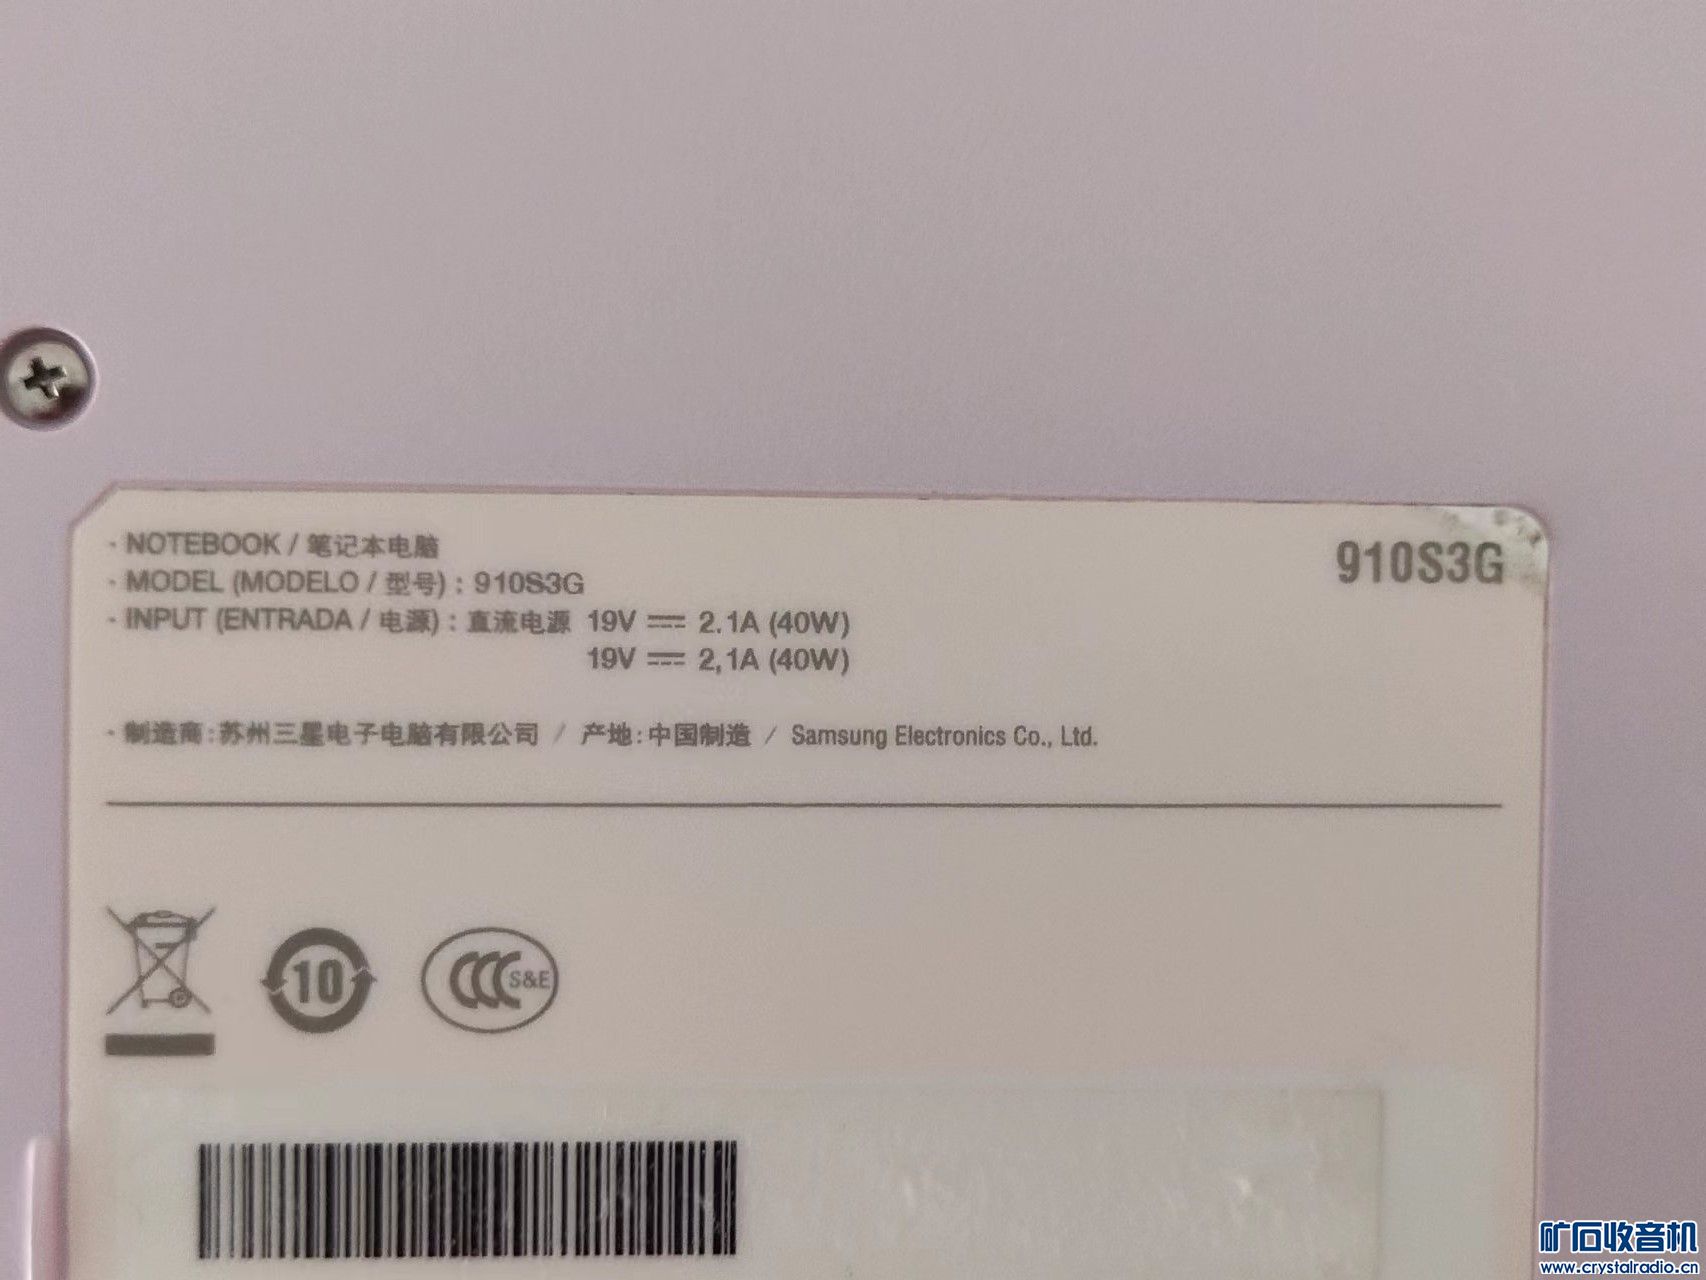 · NOTEBOOK / 笔记本电脑
910S3G
· MODEL (MODELO / 型号) : 910S3G
· INPUT (ENTRADA / 电源) : 直流电源 19V ⎓ 2.1A (40W)
19V ⎓ 2,1A (40W)
· 制造商:苏州三星电子电脑有限公司 / 产地:中国制造 / Samsung Electronics Co., Ltd.
10
CCC S&E
矿石收音机
www.crystalradio.cn